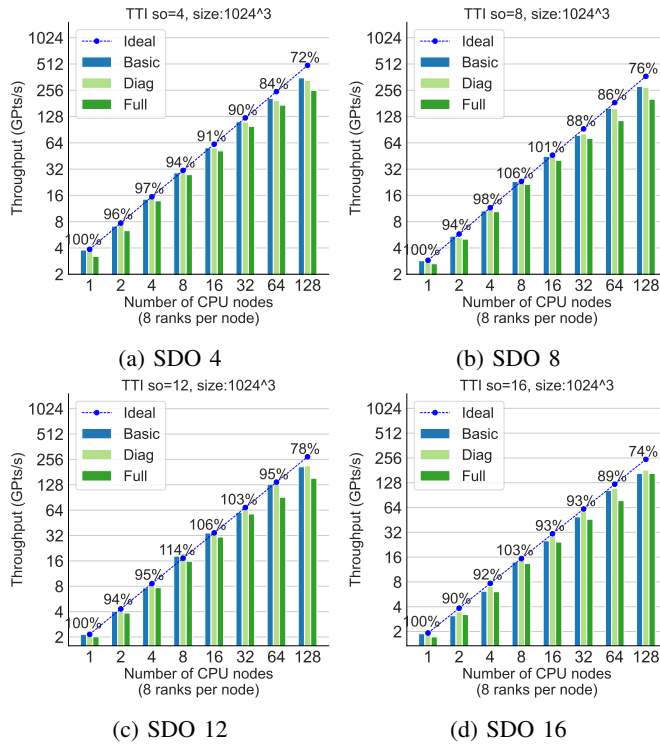 TTI so=4, size:1024^3
1024
512
256
128
64
32
16
8
4
2
Throughput (GPts/s)
Ideal
Basic
Diag
Full
100%
96%
97%
94%
91%
90%
84%
72%
1 2 4 8 16 32 64 128
Number of CPU nodes
(8 ranks per node)
(a) SDO 4
TTI so=8, size:1024^3
1024
512
256
128
64
32
16
8
4
2
Throughput (GPts/s)
Ideal
Basic
Diag
Full
100%
94%
98%
106%
101%
88%
86%
76%
1 2 4 8 16 32 64 128
Number of CPU nodes
(8 ranks per node)
(b) SDO 8
TTI so=12, size:1024^3
1024
512
256
128
64
32
16
8
4
2
Throughput (GPts/s)
Ideal
Basic
Diag
Full
100%
94%
95%
114%
106%
103%
95%
78%
1 2 4 8 16 32 64 128
Number of CPU nodes
(8 ranks per node)
(c) SDO 12
TTI so=16, size:1024^3
1024
512
256
128
64
32
16
8
4
2
Throughput (GPts/s)
Ideal
Basic
Diag
Full
100%
90%
92%
103%
93%
93%
89%
74%
1 2 4 8 16 32 64 128
Number of CPU nodes
(8 ranks per node)
(d) SDO 16